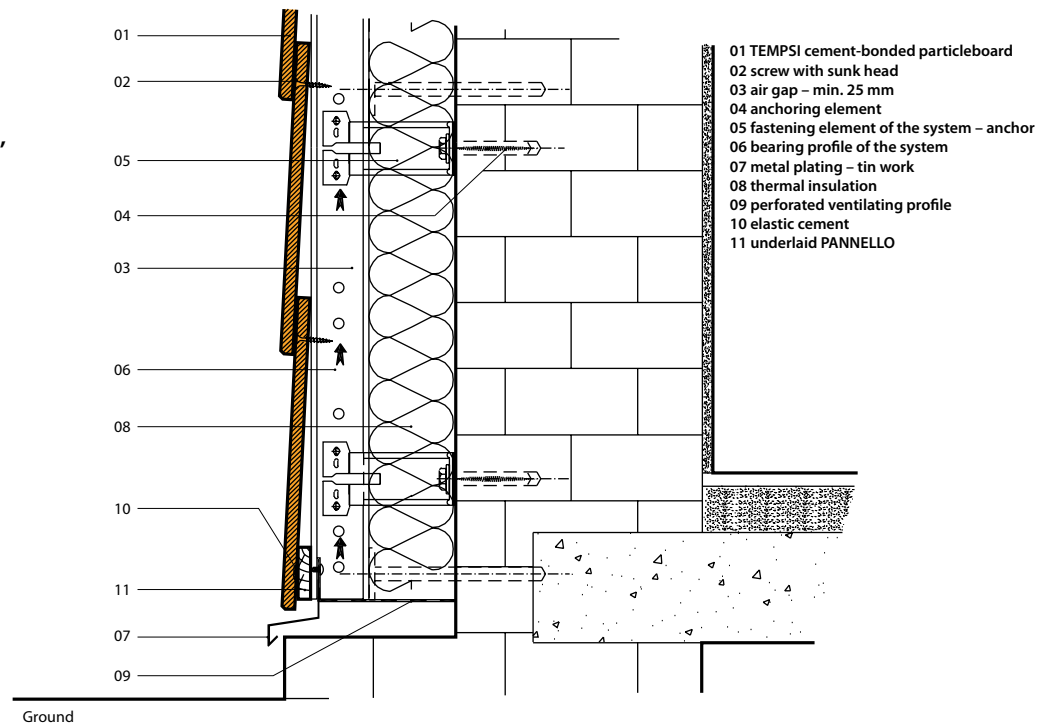 01
02
05
04
03
06
08
10
11
07
09
Ground
,
01 TEMPSI cement-bonded particleboard
02 screw with sunk head
03 air gap – min. 25 mm
04 anchoring element
05 fastening element of the system – anchor
06 bearing profile of the system
07 metal plating – tin work
08 thermal insulation
09 perforated ventilating profile
10 elastic cement
11 underlaid PANNELLO